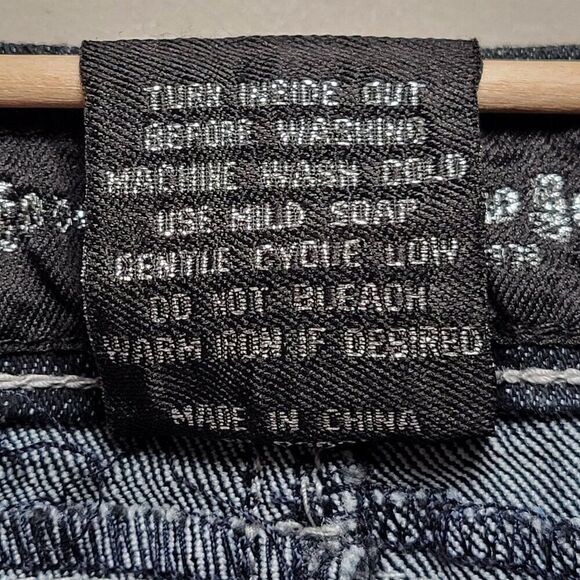 TURN INSIDE OUT
BEFORE WASHING
MACHINE WASH COLD
USE MILD SOAP
GENTLE CYCLE LOW
DO NOT BLEACH
WARM IRON IF DESIRED
MADE IN CHINA